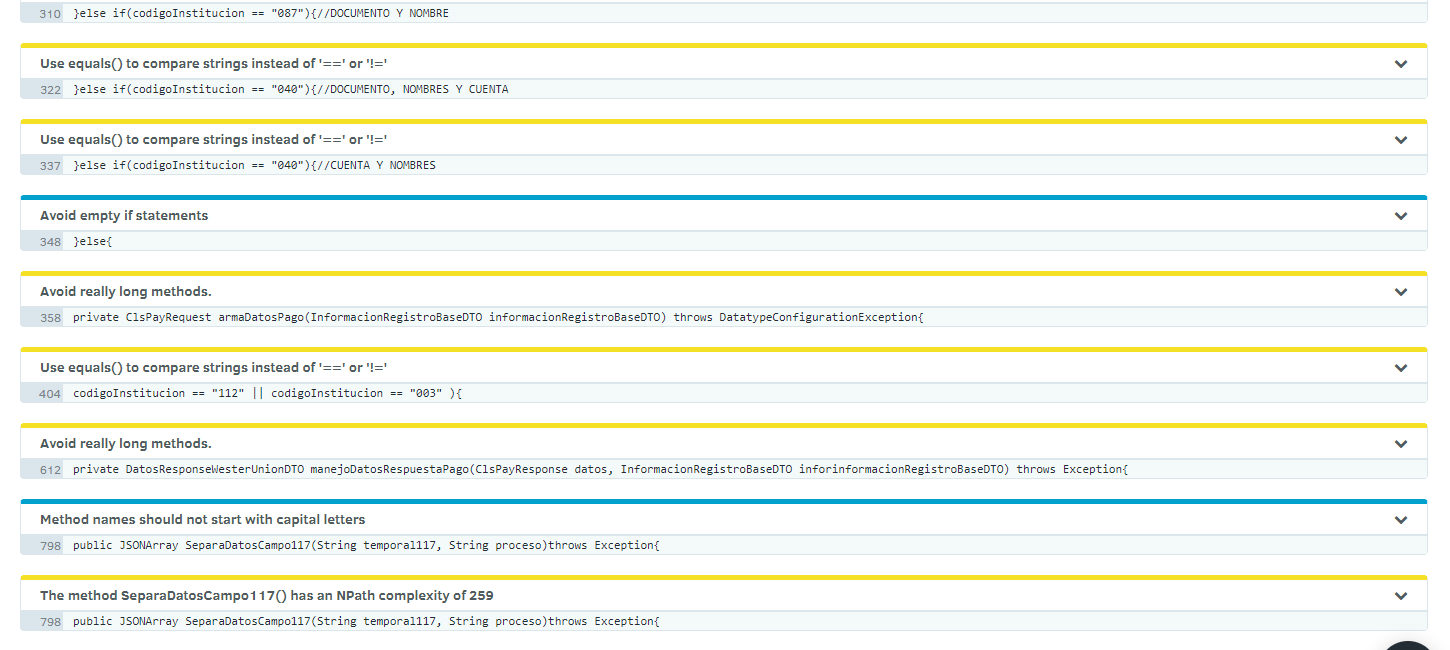 310 }else if(codigoInstitucion == "087"){//DOCUMENTO Y NOMBRE
Use equals() to compare strings instead of '==' or '!='
322 }else if(codigoInstitucion == "040"){//DOCUMENTO, NOMBRES Y CUENTA
Use equals() to compare strings instead of '==' or '!='
337 }else if(codigoInstitucion == "040"){//CUENTA Y NOMBRES
Avoid empty if statements
348 }else{
Avoid really long methods.
358 private ClsPayRequest armaDatosPago(InformacionRegistroBaseDTO informacionRegistroBaseDTO) throws DatatypeConfigurationException{
Use equals() to compare strings instead of '==' or '!='
404 codigoInstitucion == "112" || codigoInstitucion == "003" ){
Avoid really long methods.
612 private DatosResponseWesterUnionDTO manejoDatosRespuestaPago(ClsPayResponse datos, InformacionRegistroBaseDTO inforinformacionRegistroBaseDTO) throws Exception{
Method names should not start with capital letters
798 public JSONArray SeparaDatosCampo117(String temporal117, String proceso)throws Exception{
The method SeparaDatosCampo117() has an NPath complexity of 259
798 public JSONArray SeparaDatosCampo117(String temporal117, String proceso)throws Exception{